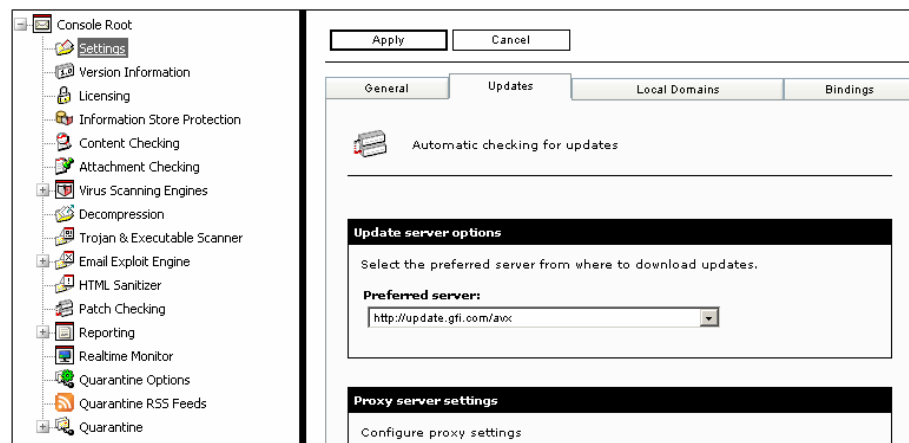 Console Root
Settings
Version Information
Licensing
Information Store Protection
Content Checking
Attachment Checking
Virus Scanning Engines
Decompression
Trojan & Executable Scanner
Email Exploit Engine
HTML Sanitizer
Patch Checking
Reporting
Realtime Monitor
Quarantine Options
Quarantine RSS Feeds
Quarantine
Apply Cancel
General Updates Local Domains Bindings
Automatic checking for updates
Update server options
Select the preferred server from where to download updates.
Preferred server:
http://update.gfi.com/avx
Proxy server settings
Configure proxy settings